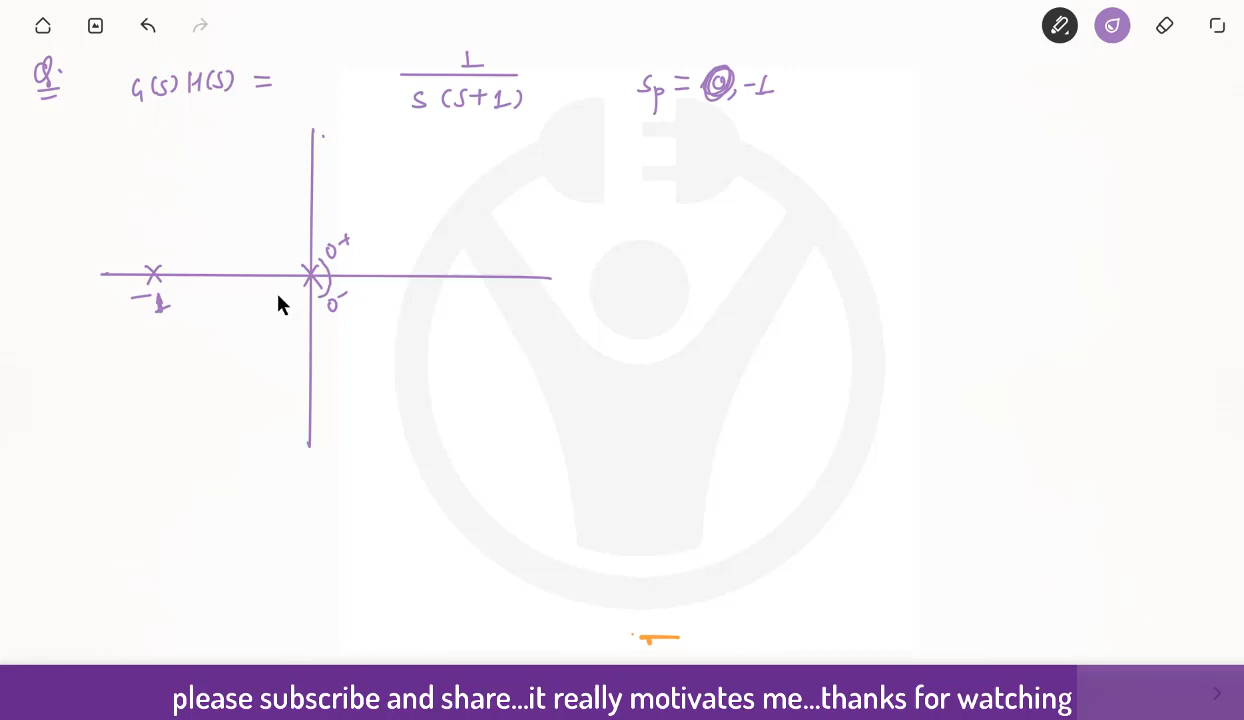 Q. G(s) H(s) = 1 / s (s+1) sp = 0, -1
0+
-1 0-
please subscribe and share...it really motivates me...thanks for watching